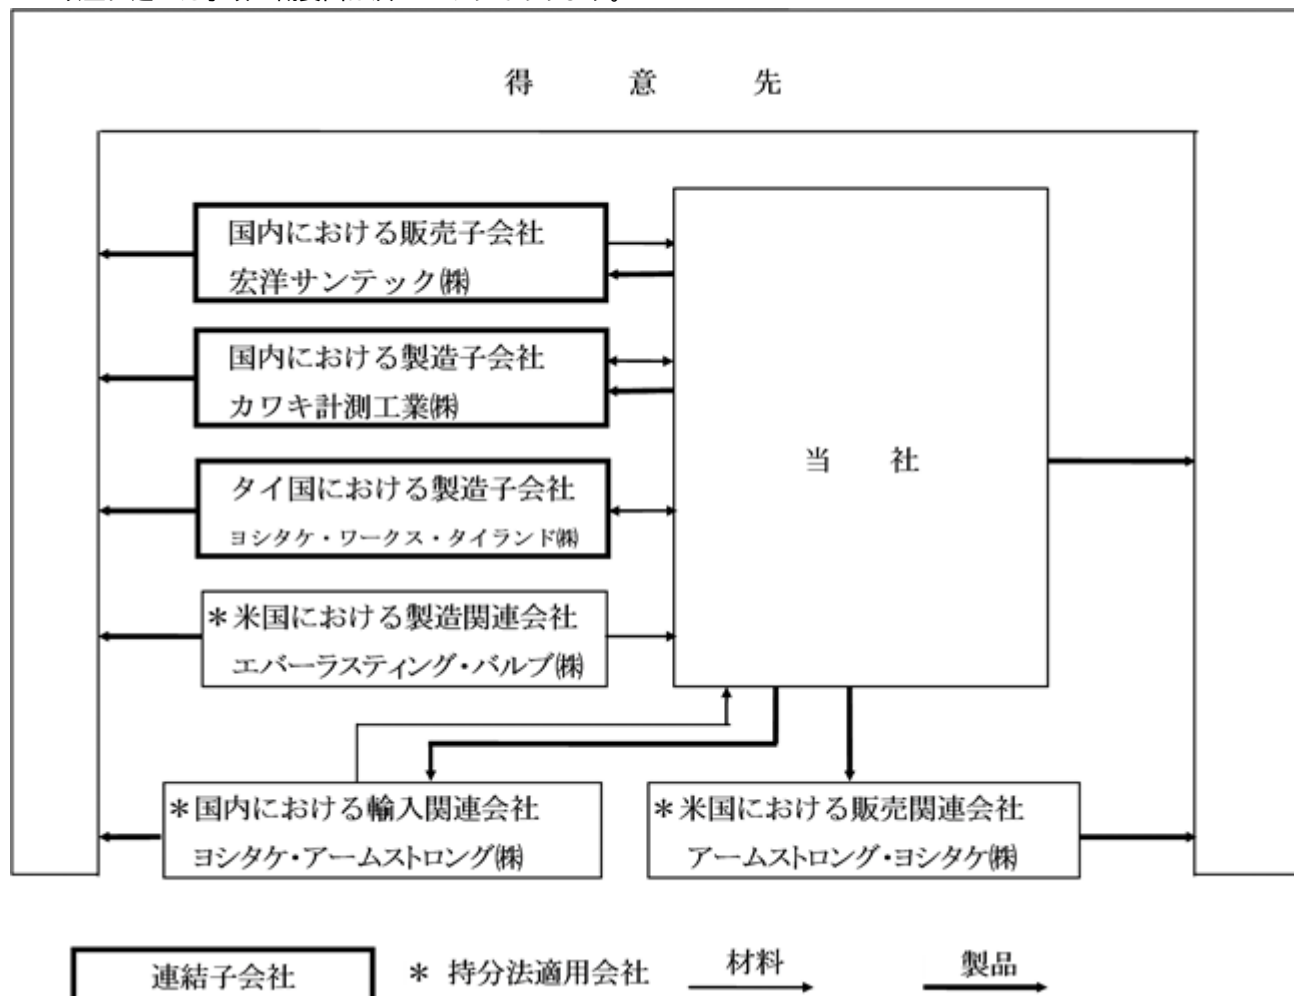 得意先
国内における販売子会社
宏洋サンテック㈱
国内における製造子会社
カワキ計測工業㈱
当社
タイ国における製造子会社
ヨシタケ・ワークス・タイランド㈱
*米国における製造関連会社
エバーラスティング・バルブ㈱
*国内における輸入関連会社
ヨシタケ・アームストロング㈱
*米国における販売関連会社
アームストロング・ヨシタケ㈱
連結子会社
* 持分法適用会社
材料
製品